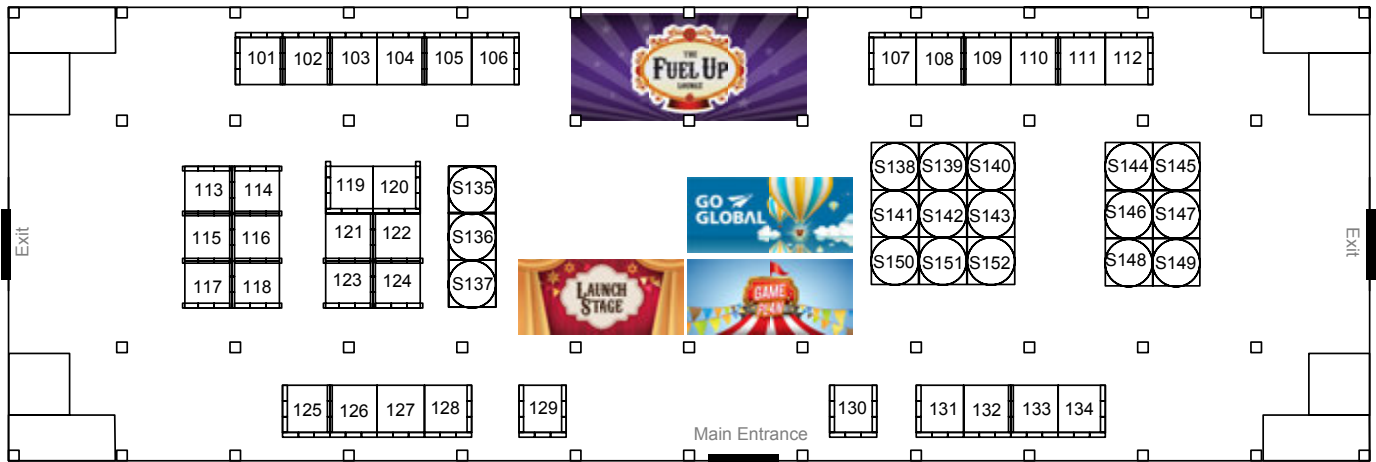 101 102 103 104 105 106
THE
FUEL UP
LOUNGE
107 108 109 110 111 112
113 114
115 116
117 118
119 120
121 122
123 124
S135
S136
S137
GO
GLOBAL
LAUNCH
STAGE
GAME
PLAN
S138 S139 S140
S141 S142 S143
S150 S151 S152
S144 S145
S146 S147
S148 S149
Exit
Exit
125 126 127 128
129
130
131 132 133 134
Main Entrance